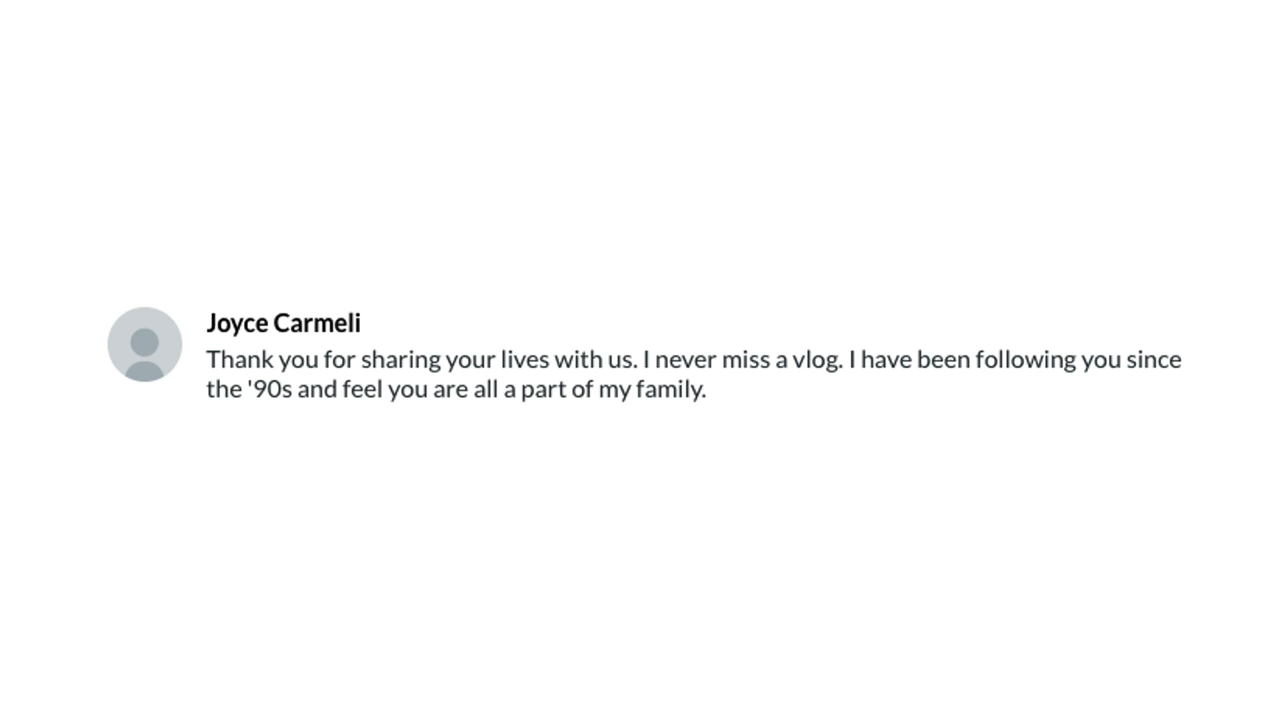 Joyce Carmeli
Thank you for sharing your lives with us. I never miss a vlog. I have been following you since
the '90s and feel you are all a part of my family.